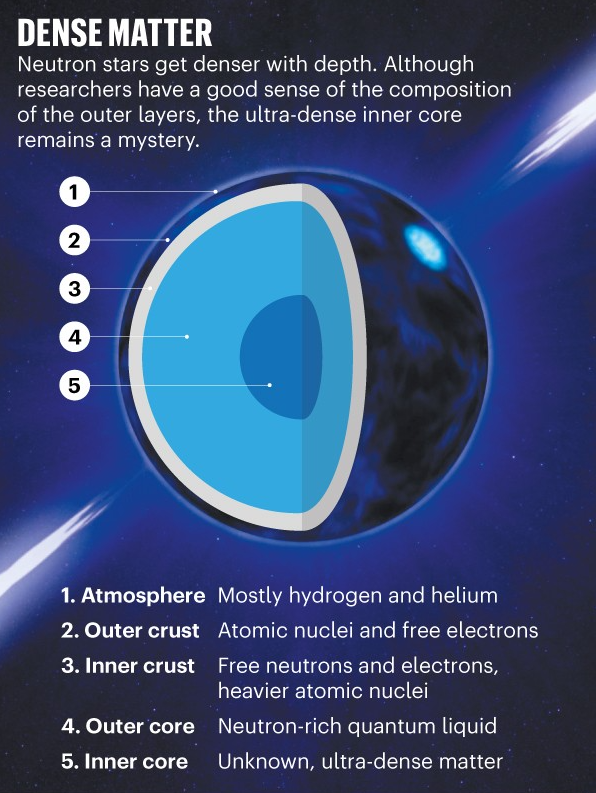 DENSE MATTER
Neutron stars get denser with depth. Although
researchers have a good sense of the composition
of the outer layers, the ultra-dense inner core
remains a mystery.
1
2
3
4
5
1. Atmosphere Mostly hydrogen and helium
2. Outer crust Atomic nuclei and free electrons
3. Inner crust Free neutrons and electrons,
heavier atomic nuclei
4. Outer core Neutron-rich quantum liquid
5. Inner core Unknown, ultra-dense matter